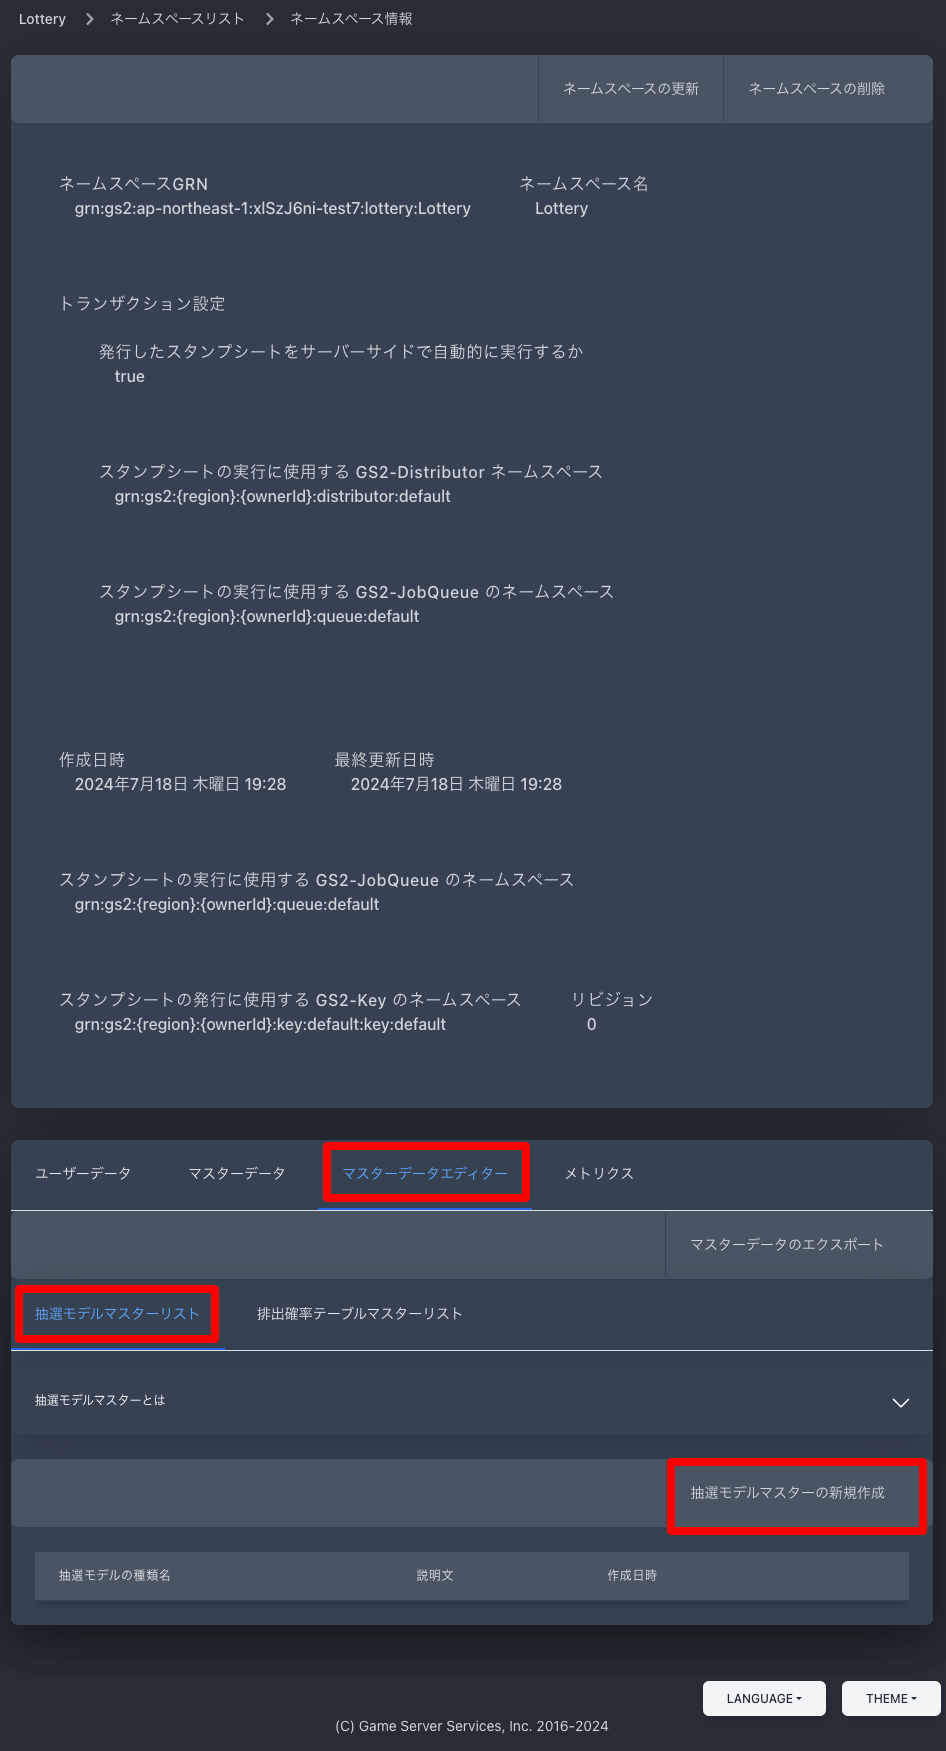 Lottery > ネームスペースリスト > ネームスペース情報
ネームスペースの更新 ネームスペースの削除
ネームスペースGRN ネームスペース名
grn:gs2:ap-northeast-1:xlSzJ6ni-test7:lottery:Lottery Lottery
トランザクション設定
発行したスタンプシートをサーバーサイドで自動的に実行するか
true
スタンプシートの実行に使用する GS2-Distributor ネームスペース
grn:gs2:{region}:{ownerId}:distributor:default
スタンプシートの実行に使用する GS2-JobQueue のネームスペース
grn:gs2:{region}:{ownerId}:queue:default
作成日時 最終更新日時
2024年7月18日 木曜日 19:28 2024年7月18日 木曜日 19:28
スタンプシートの実行に使用する GS2-JobQueue のネームスペース
grn:gs2:{region}:{ownerId}:queue:default
スタンプシートの発行に使用する GS2-Key のネームスペース リビジョン
grn:gs2:{region}:{ownerId}:key:default:key:default 0
ユーザーデータ マスターデータ マスターデータエディター メトリクス
マスターデータのエクスポート
抽選モデルマスターリスト 排出確率テーブルマスターリスト
抽選モデルマスターとは
抽選モデルマスターの新規作成
抽選モデルの種類名 説明文 作成日時
LANGUAGE THEME
(C) Game Server Services, Inc. 2016-2024